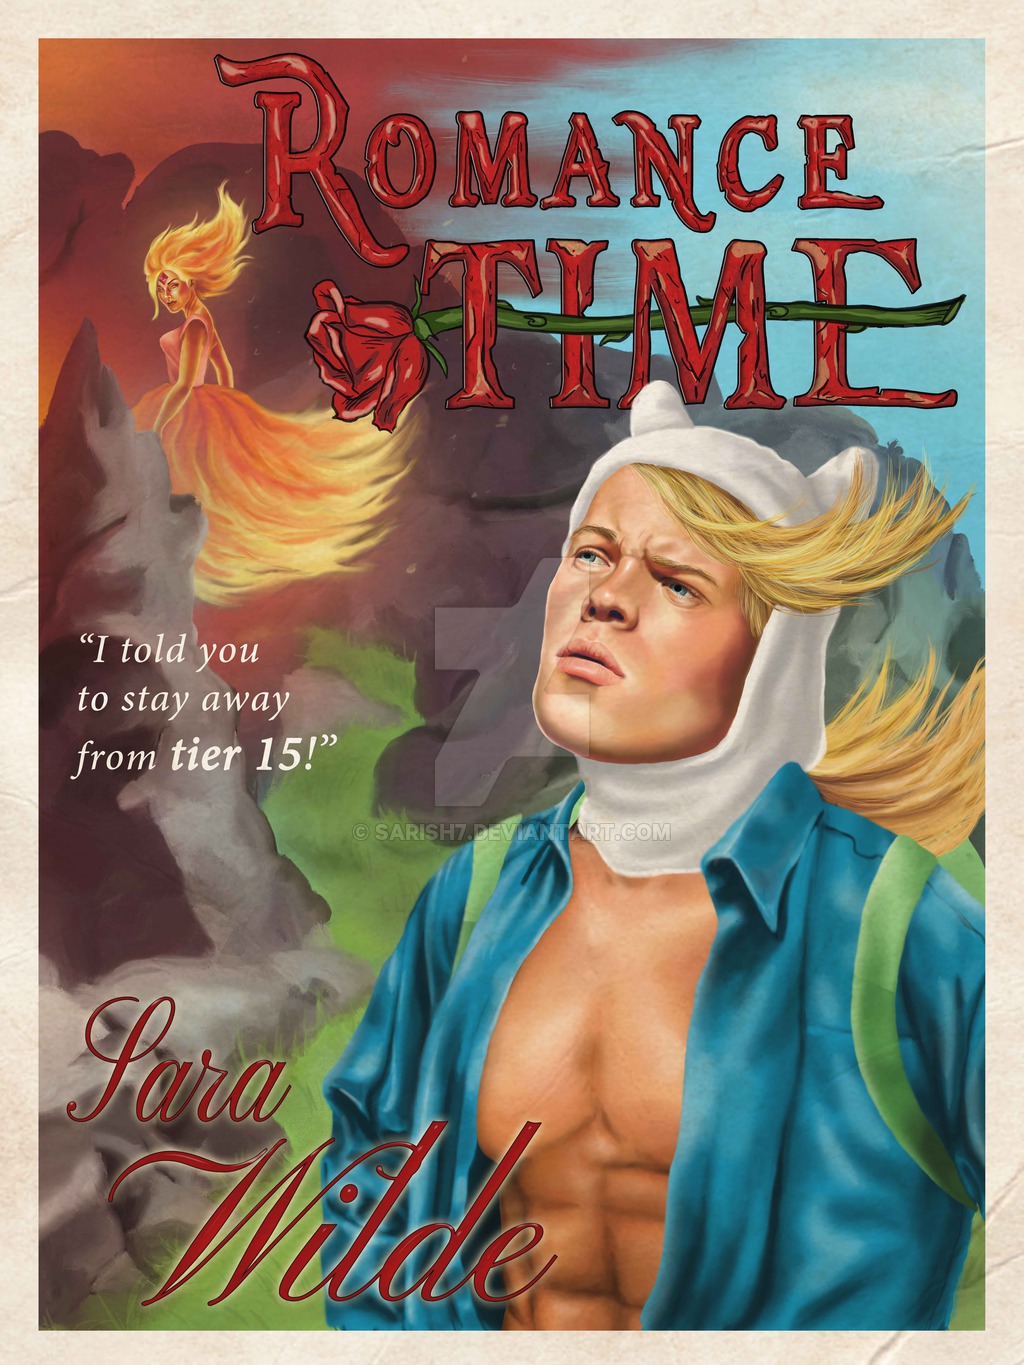 ROMANCE
TIME
“I told you
to stay away
from tier 15!”
© SARISH7.DEVIANTART.COM
Sara
Wilde